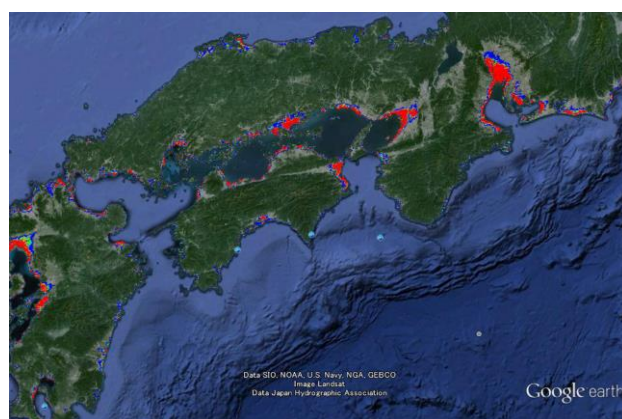 Data SIO, NOAA, U.S. Navy, NGA, GEBCO
Image Landsat
Data Japan Hydrographic Association
Google earth